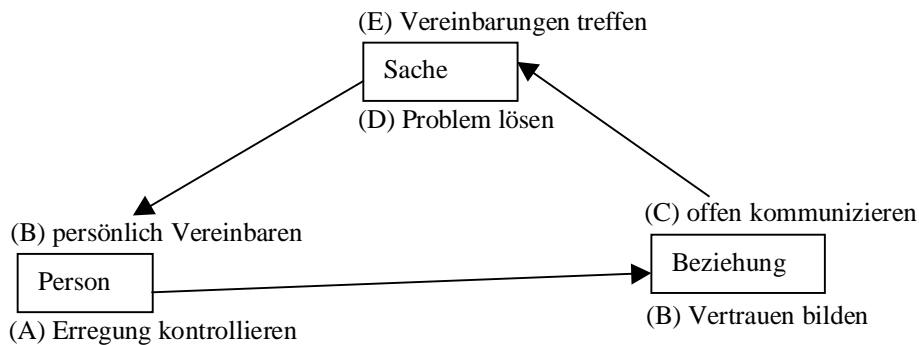 (E) Vereinbarungen treffen
Sache
(D) Problem lösen
(C) offen kommunizieren
(B) persönlich Vereinbaren
Beziehung
Person
(B) Vertrauen bilden
(A) Erregung kontrollieren